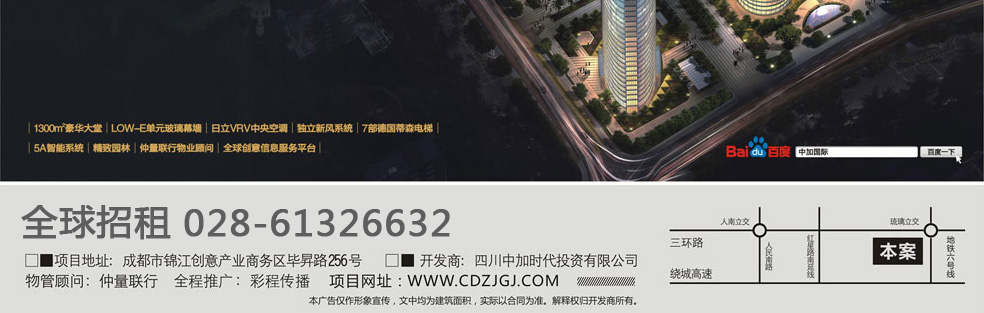 1300㎡豪华大堂│LOW-E单元玻璃幕墙│日立VRV中央空调│独立新风系统│7部德国蒂森电梯│
5A智能系统│精致园林│仲量联行物业顾问│全球创意信息服务平台│
Bai du 百度 中加国际 百度一下
全球招租 028-61326632
□■项目地址：成都市锦江创意产业商务区毕昇路256号 □■开发商：四川中加时代投资有限公司
物管顾问：仲量联行 全程推广：彩程传播 项目网址：WWW.CDZJGJ.COM
本广告仅作形象宣传，文中均为建筑面积，实际以合同为准。解释权归开发商所有。
人南立交
琉璃立交
三环路
人民南路
红星路南延线
本案
地铁六号线
绕城高速